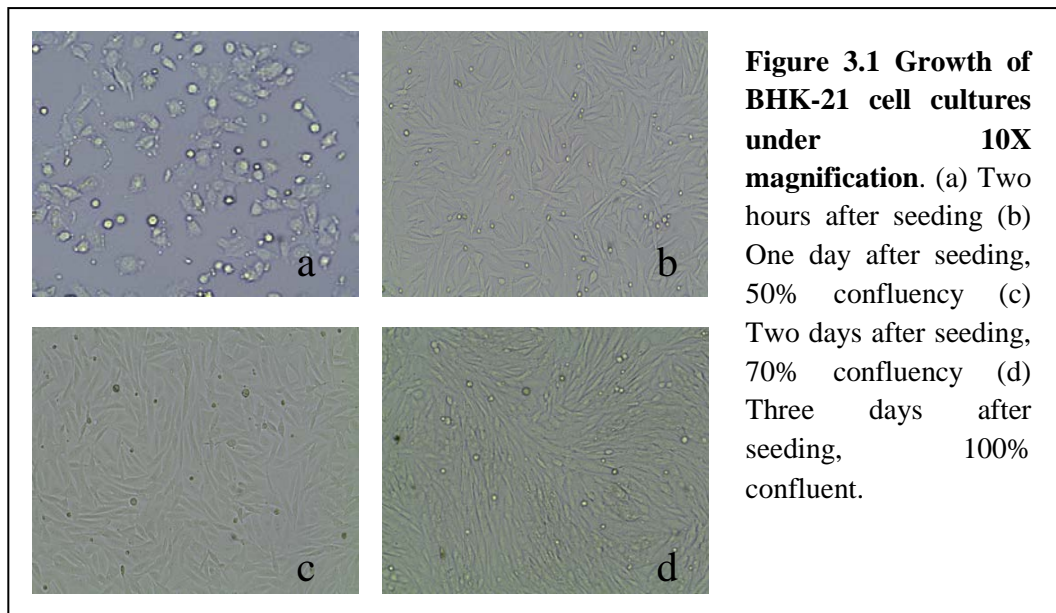 a
b
c
d
Figure 3.1 Growth of
BHK-21 cell cultures
under 10X
magnification. (a) Two
hours after seeding (b)
One day after seeding,
50% confluency (c)
Two days after seeding,
70% confluency (d)
Three days after
seeding, 100%
confluent.